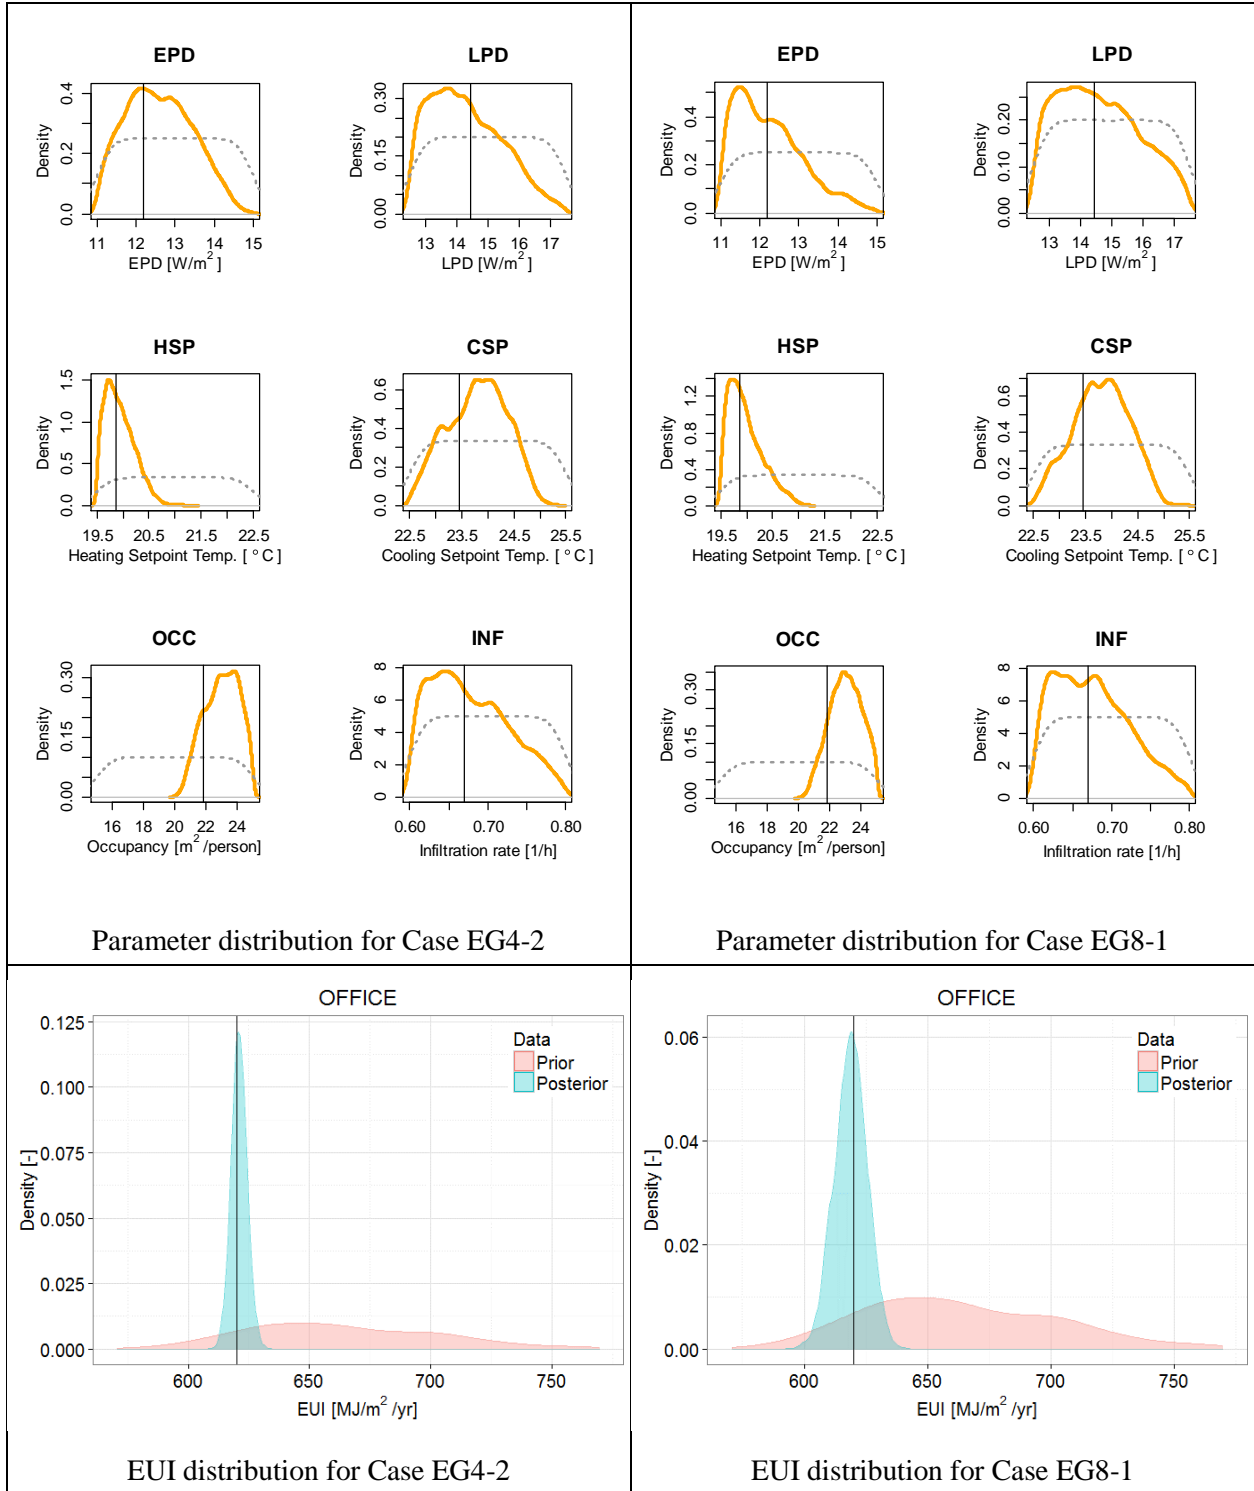 EPD
Density
0.0 0.2 0.4
11 12 13 14 15
EPD [W/m2 ]
LPD
Density
0.00 0.15 0.30
13 14 15 16 17
LPD [W/m2 ]
HSP
Density
0.0 0.5 1.0 1.5
19.5 20.5 21.5 22.5
Heating Setpoint Temp. [ ° C ]
CSP
Density
0.0 0.2 0.4 0.6
22.5 23.5 24.5 25.5
Cooling Setpoint Temp. [ ° C ]
OCC
Density
0.00 0.15 0.30
16 18 20 22 24
Occupancy [m2 /person]
INF
Density
0 2 4 6 8
0.60 0.70 0.80
Infiltration rate [1/h]
Parameter distribution for Case EG4-2
EPD
Density
0.0 0.2 0.4
11 12 13 14 15
EPD [W/m2 ]
LPD
Density
0.00 0.10 0.20
13 14 15 16 17
LPD [W/m2 ]
HSP
Density
0.0 0.4 0.8 1.2
19.5 20.5 21.5 22.5
Heating Setpoint Temp. [ ° C ]
CSP
Density
0.0 0.2 0.4 0.6
22.5 23.5 24.5 25.5
Cooling Setpoint Temp. [ ° C ]
OCC
Density
0.00 0.15 0.30
16 18 20 22 24
Occupancy [m2 /person]
INF
Density
0 2 4 6 8
0.60 0.70 0.80
Infiltration rate [1/h]
Parameter distribution for Case EG8-1
OFFICE
Data
Prior
Posterior
0.125
0.100
0.075
0.050
0.025
0.000
Density [-]
600 650 700 750
EUI [MJ/m2 /yr]
EUI distribution for Case EG4-2
OFFICE
Data
Prior
Posterior
0.06
0.04
0.02
0.00
Density [-]
600 650 700 750
EUI [MJ/m2 /yr]
EUI distribution for Case EG8-1